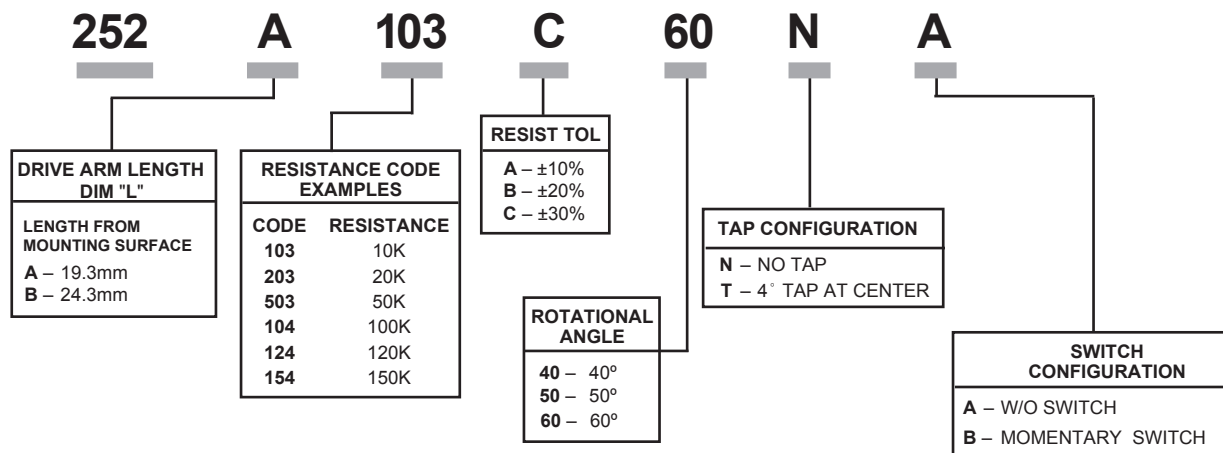 252 A 103 C 60 N A
DRIVE ARM LENGTH
DIM "L"
LENGTH FROM
MOUNTING SURFACE
A – 19.3mm
B – 24.3mm
RESISTANCE CODE
EXAMPLES
CODE RESISTANCE
103 10K
203 20K
503 50K
104 100K
124 120K
154 150K
RESIST TOL
A – ±10%
B – ±20%
C – ±30%
ROTATIONAL
ANGLE
40 – 40º
50 – 50º
60 – 60º
TAP CONFIGURATION
N – NO TAP
T – 4° TAP AT CENTER
SWITCH
CONFIGURATION
A – W/O SWITCH
B – MOMENTARY SWITCH